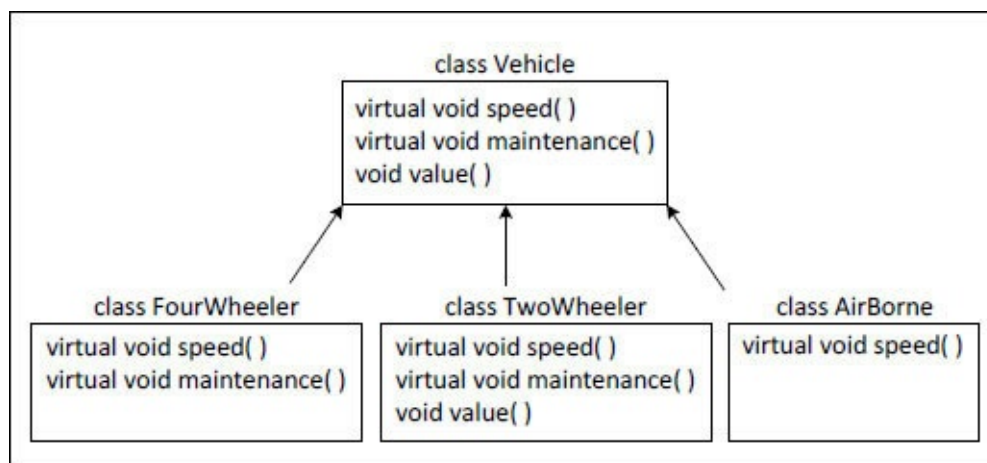 class Vehicle
virtual void speed( )
virtual void maintenance( )
void value( )
class FourWheeler
virtual void speed( )
virtual void maintenance( )
class TwoWheeler
virtual void speed( )
virtual void maintenance( )
void value( )
class AirBorne
virtual void speed( )